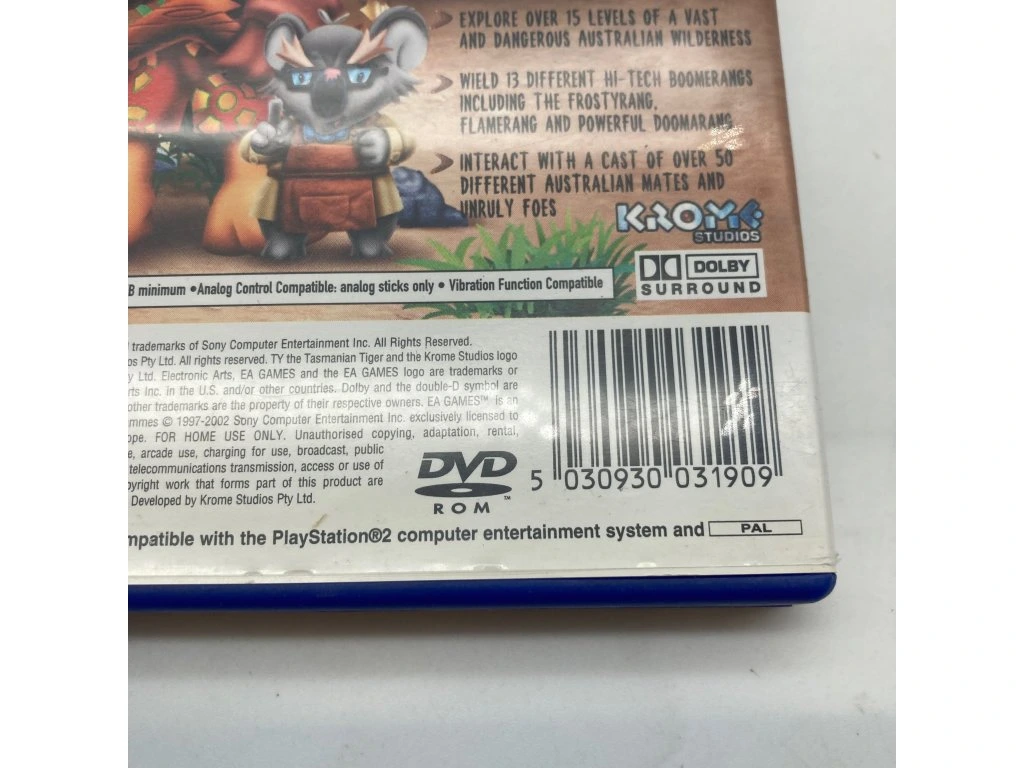 EXPLORE OVER 15 LEVELS OF A VAST
AND DANGEROUS AUSTRALIAN WILDERNESS
WIELD 13 DIFFERENT HI-TECH BOOMERANGS
INCLUDING THE FROSTYRANG,
FLAMERANG AND POWERFUL DOOMARANG
INTERACT WITH A CAST OF OVER 50
DIFFERENT AUSTRALIAN MATES AND
UNRULY FOES
KROME
STUDIOS
DOLBY
SURROUND
B minimum •Analog Control Compatible: analog sticks only • Vibration Function Compatible
trademarks of Sony Computer Entertainment Inc. All Rights Reserved.
os Pty Ltd. All rights reserved. TY the Tasmanian Tiger and the Krome Studios logo
y Ltd. Electronic Arts, EA GAMES and the EA GAMES logo are trademarks or
rts Inc. in the U.S. and/or other countries. Dolby and the double-D symbol are
other trademarks are the property of their respective owners. EA GAMES™ is an
mmes © 1997-2002 Sony Computer Entertainment Inc. exclusively licensed to
ope. FOR HOME USE ONLY. Unauthorised copying, adaptation, rental,
e, arcade use, charging for use, broadcast, public
telecommunications transmission, access or use of
pyright work that forms part of this product are
Developed by Krome Studios Pty Ltd.
DVD™
ROM
5 030930 031909
mpatible with the PlayStation®2 computer entertainment system and PAL